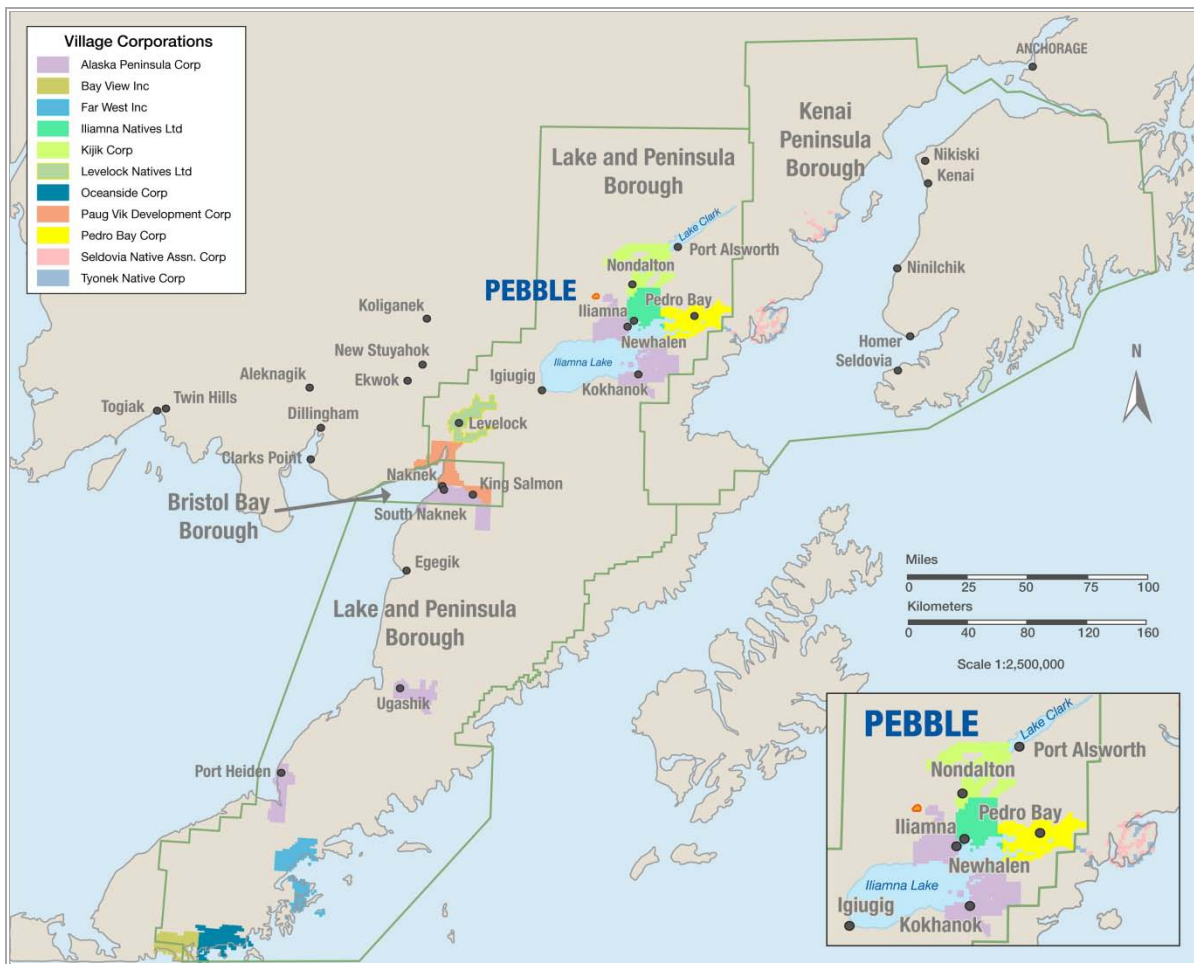 Village Corporations
Alaska Peninsula Corp
Bay View Inc
Far West Inc
Iliamna Natives Ltd
Kijik Corp
Levelock Natives Ltd
Oceanside Corp
Paug Vik Development Corp
Pedro Bay Corp
Seldovia Native Assn. Corp
Tyonek Native Corp
ANCHORAGE
Kenai
Peninsula
Borough
Lake and Peninsula
Borough
Nikiski
Kenai
Lake Clark
Port Alsworth
Nondalton
Ninilchik
PEBBLE
Pedro Bay
Koliganek
Iliamna
Newhalen
Homer
Seldovia
New Stuyahok
Iliamna Lake
Aleknagik
Ekwok
Igiugig
Kokhanok
N
Togiak
Twin Hills
Dillingham
Levelock
Clarks Point
Naknek
King Salmon
Bristol Bay
Borough
South Naknek
Egegik
Miles
0 25 50 75 100
Kilometers
0 40 80 120 160
Scale 1:2,500,000
Lake and Peninsula
Borough
Ugashik
Port Heiden
PEBBLE
Lake Clark
Port Alsworth
Nondalton
Pedro Bay
Iliamna
Newhalen
Iliamna Lake
Igiugig
Kokhanok